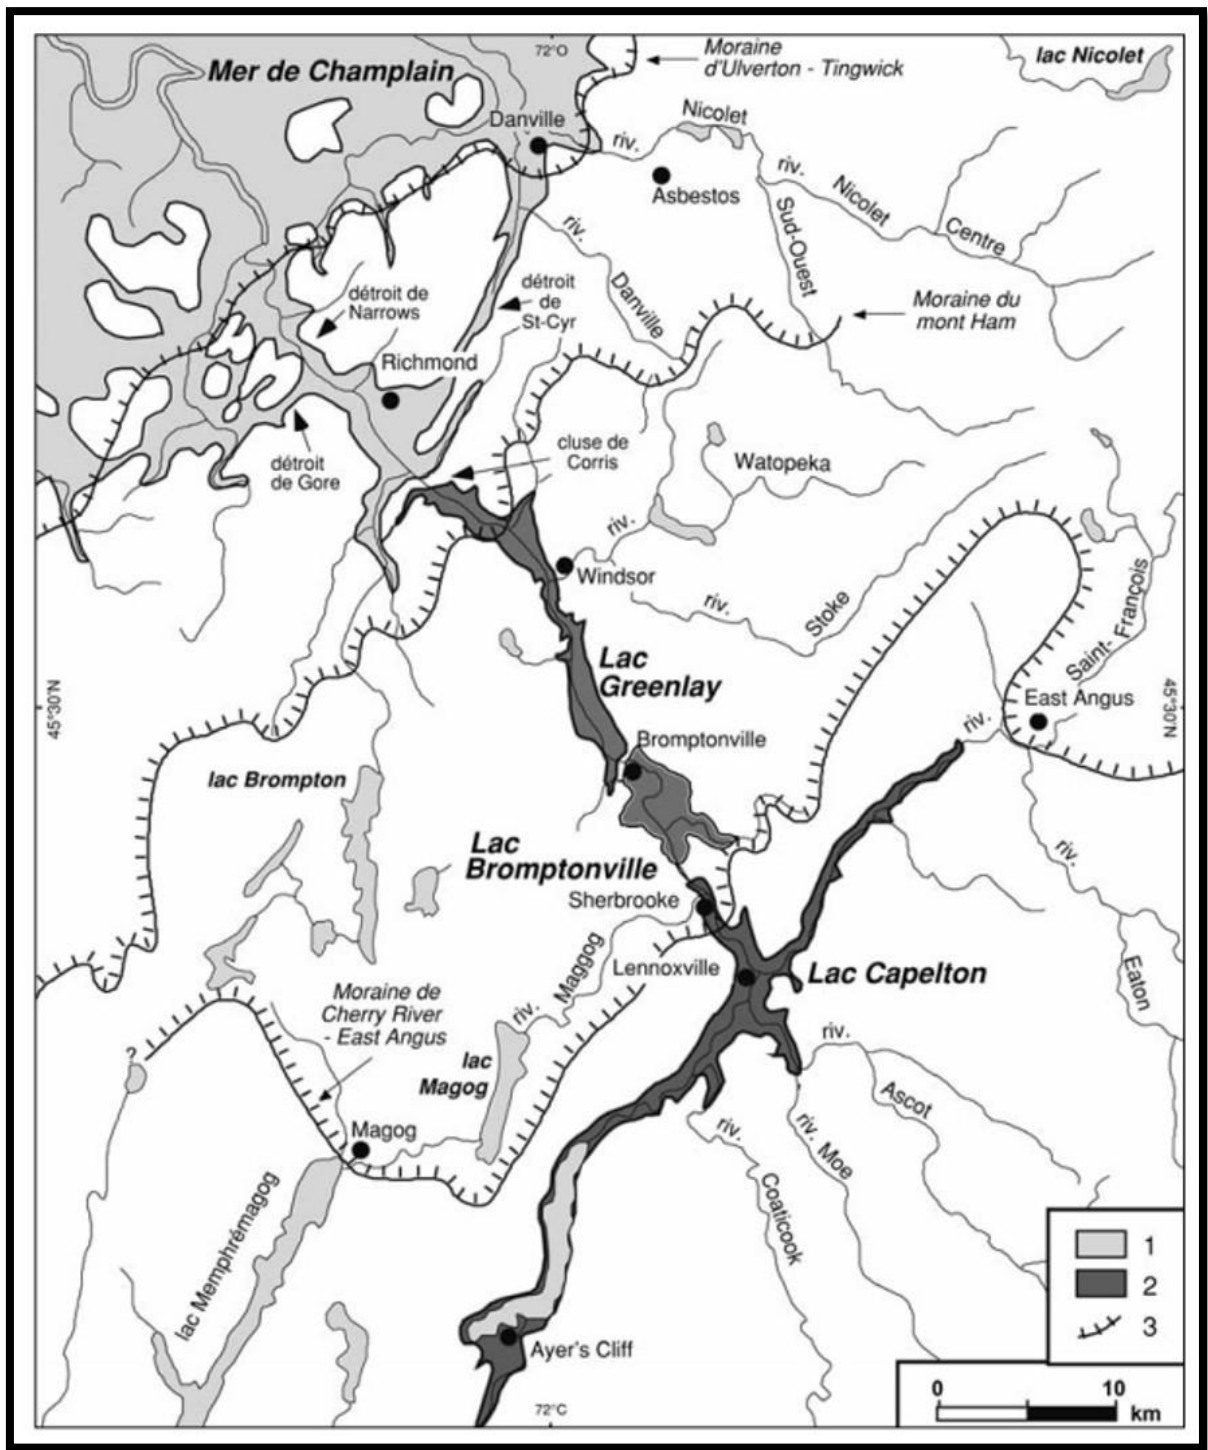 72°O
Moraine
d'Ulverton - Tingwick
lac Nicolet
Mer de Champlain
Danville
riv.
Nicolet
Asbestos
riv.
Nicolet
Centre
Sud-Ouest
riv.
Danville
détroit de
Narrows
détroit
de
St-Cyr
Moraine du
mont Ham
Richmond
détroit
de Gore
cluse de
Corris
Watopeka
riv.
Windsor
riv.
Stoke
Saint-François
Lac
Greenlay
45°30'N
East Angus
riv.
45°30'N
Bromptonville
lac Brompton
Lac
Bromptonville
Sherbrooke
riv.
Eaton
Lennoxville
Lac Capelton
riv.
Maggog
Moraine de
Cherry River
- East Angus
?
lac
Magog
riv.
Ascot
Magog
riv.
Coaticook
riv.
Moe
lac Memphrémagog
Ayer's Cliff
1
2
3
0
10
km
72°C